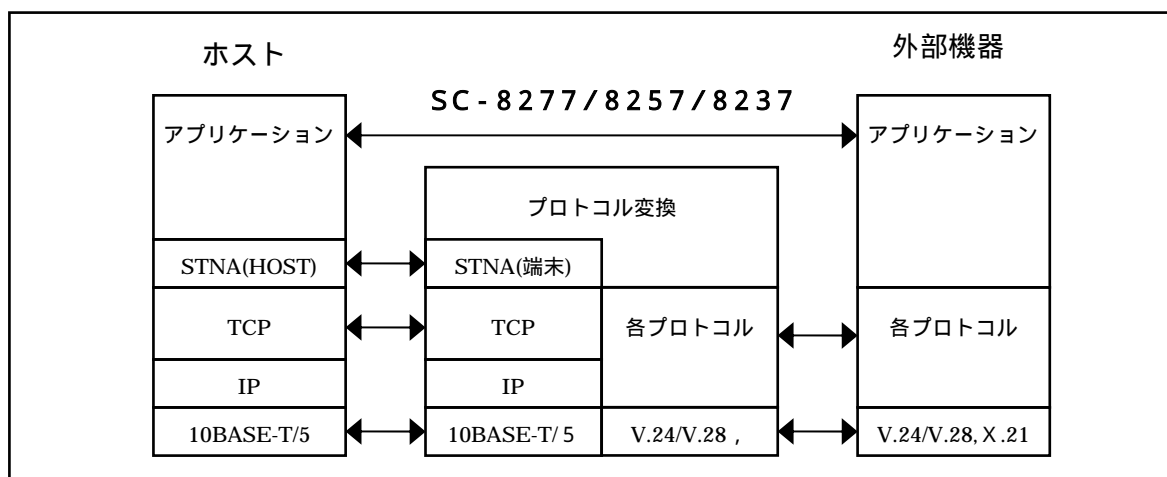 ホスト
外部機器
SC-8277/8257/8237
アプリケーション
アプリケーション
プロトコル変換
STNA(HOST)
STNA(端末)
TCP
TCP
各プロトコル
各プロトコル
IP
IP
10BASE-T/5
10BASE-T/５
V.24/V.28 ,
V.24/V.28,Ｘ.21